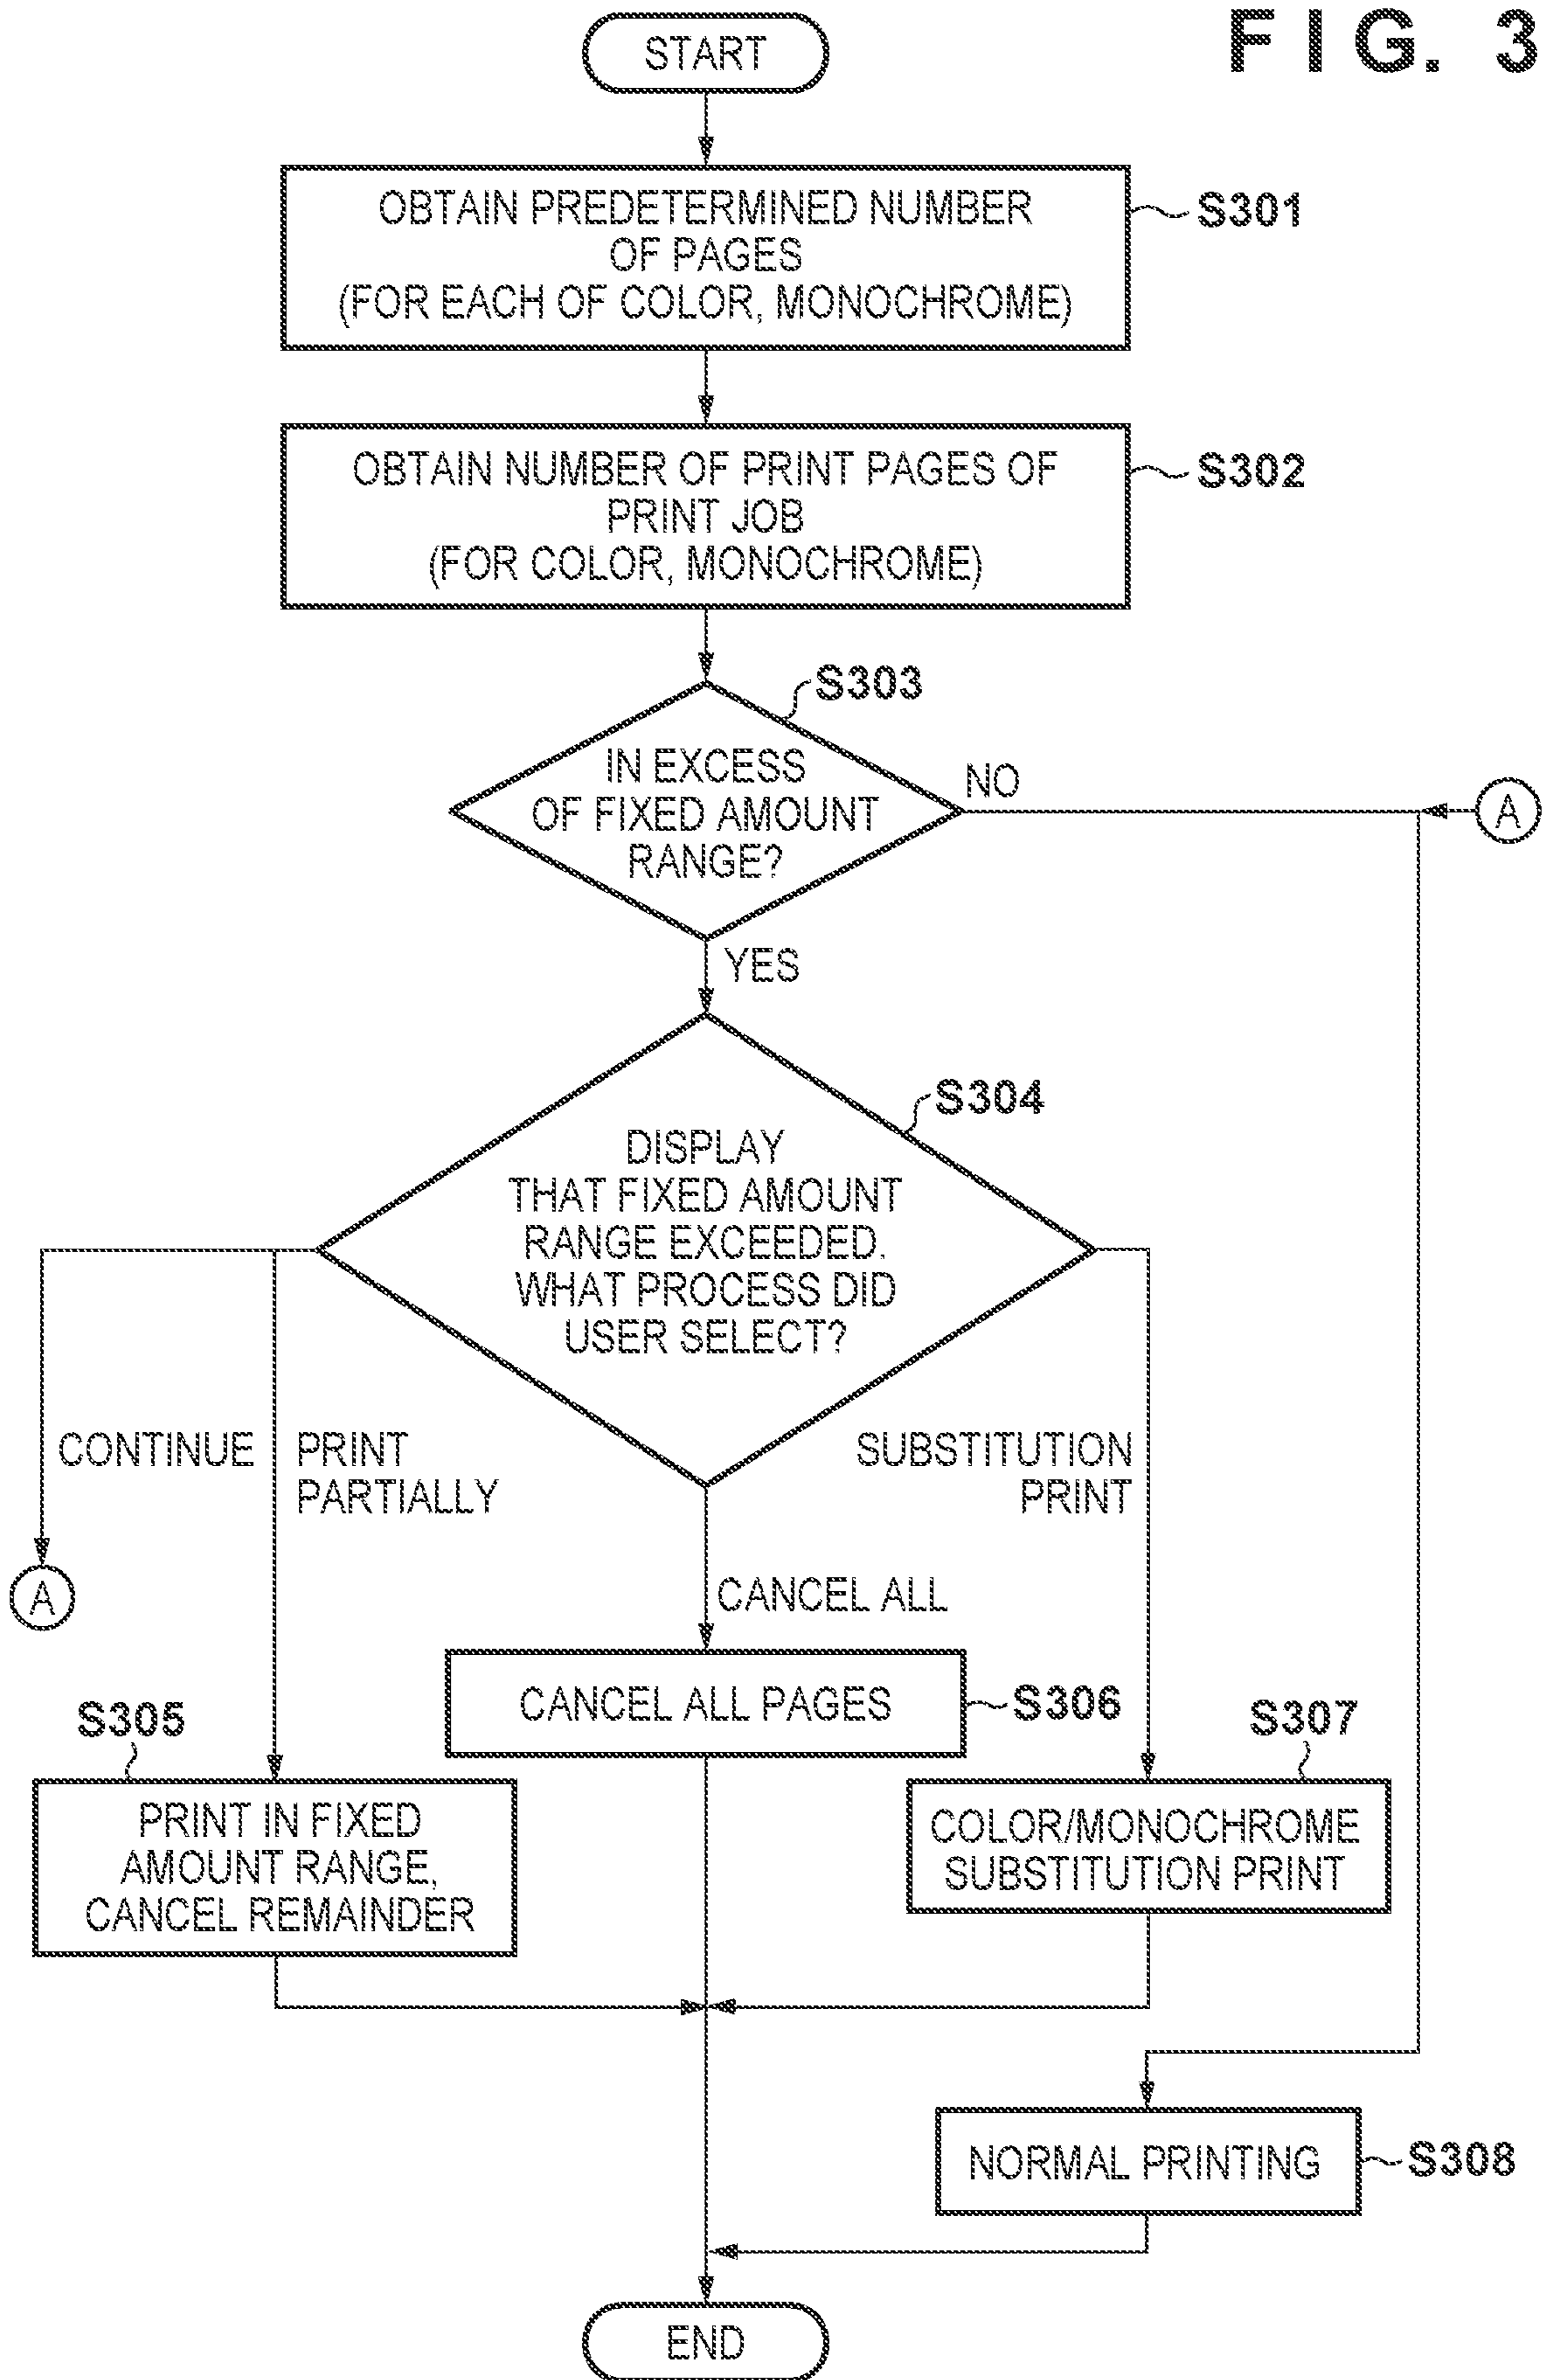 FIG. 3
START
OBTAIN PREDETERMINED NUMBER
OF PAGES
(FOR EACH OF COLOR, MONOCHROME)
S301
OBTAIN NUMBER OF PRINT PAGES OF
PRINT JOB
(FOR COLOR, MONOCHROME)
S302
S303
IN EXCESS
OF FIXED AMOUNT
RANGE?
NO
A
YES
S304
DISPLAY
THAT FIXED AMOUNT
RANGE EXCEEDED.
WHAT PROCESS DID
USER SELECT?
CONTINUE
PRINT
PARTIALLY
SUBSTITUTION
PRINT
A
CANCEL ALL
CANCEL ALL PAGES
S306
S305
PRINT IN FIXED
AMOUNT RANGE,
CANCEL REMAINDER
S307
COLOR/MONOCHROME
SUBSTITUTION PRINT
NORMAL PRINTING
S308
END